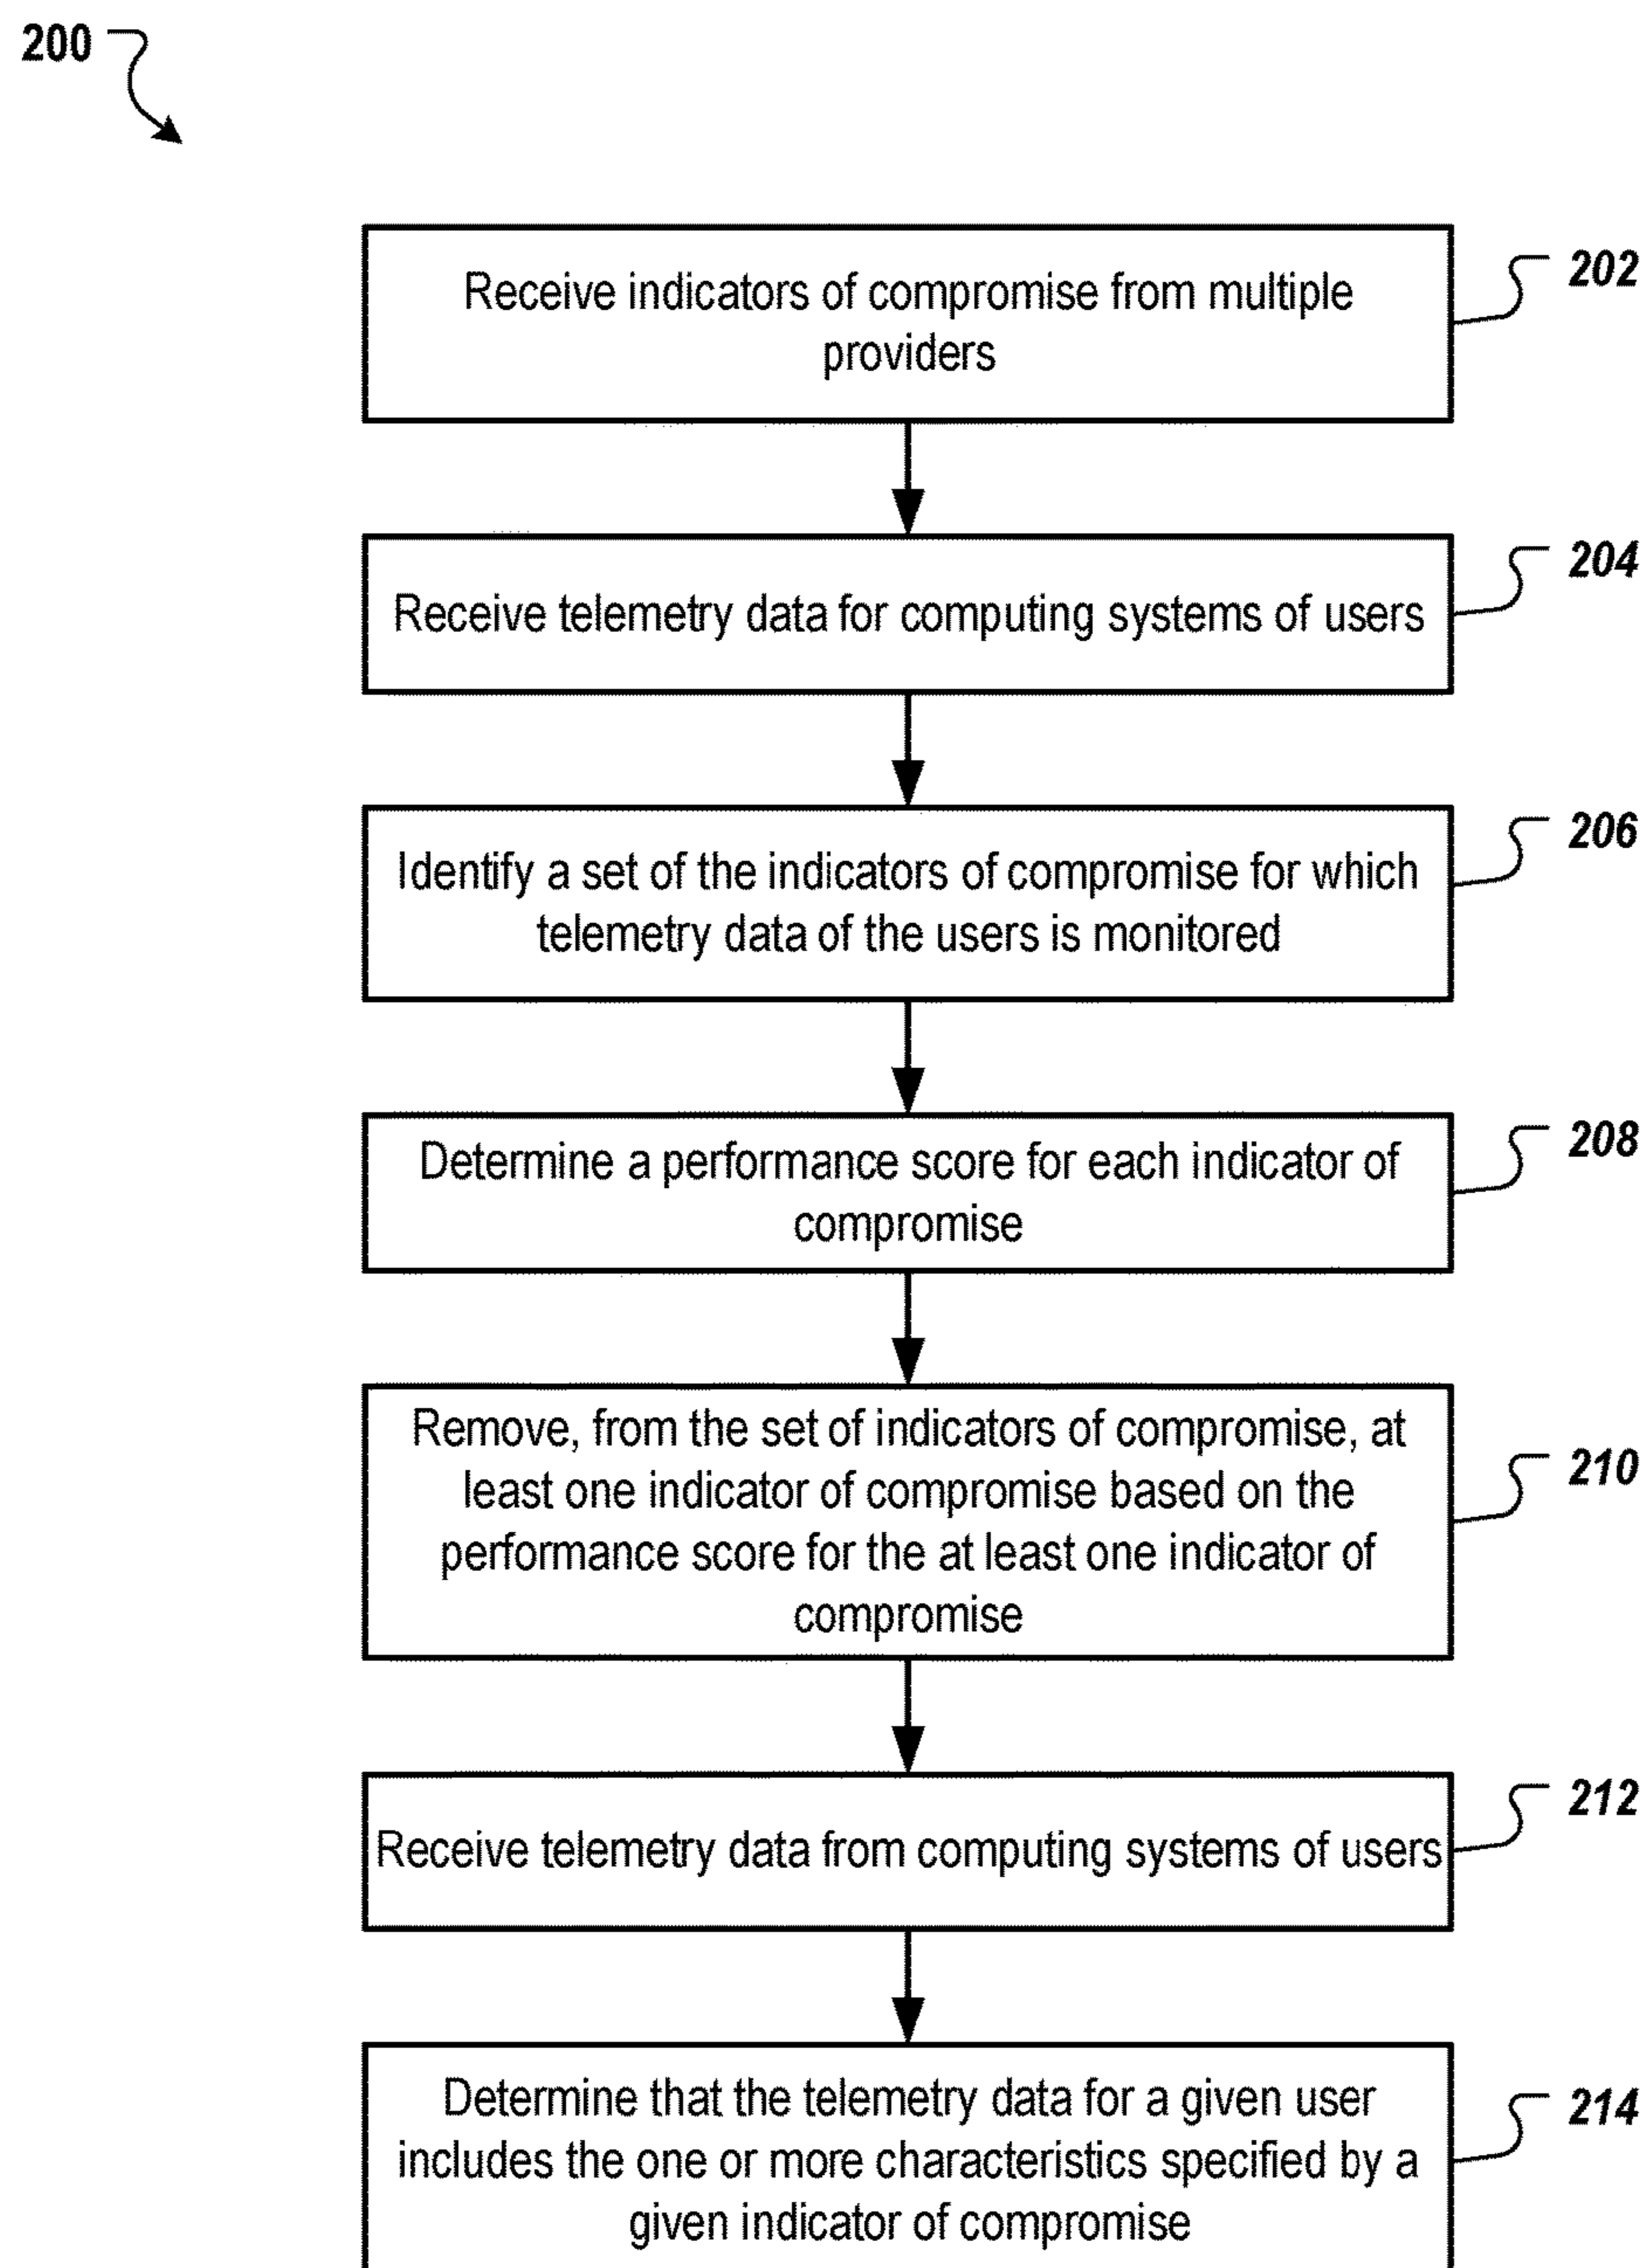 200
Receive indicators of compromise from multiple
providers
202
Receive telemetry data for computing systems of users
204
Identify a set of the indicators of compromise for which
telemetry data of the users is monitored
206
Determine a performance score for each indicator of
compromise
208
Remove, from the set of indicators of compromise, at
least one indicator of compromise based on the
performance score for the at least one indicator of
compromise
210
Receive telemetry data from computing systems of users
212
Determine that the telemetry data for a given user
includes the one or more characteristics specified by a
given indicator of compromise
214